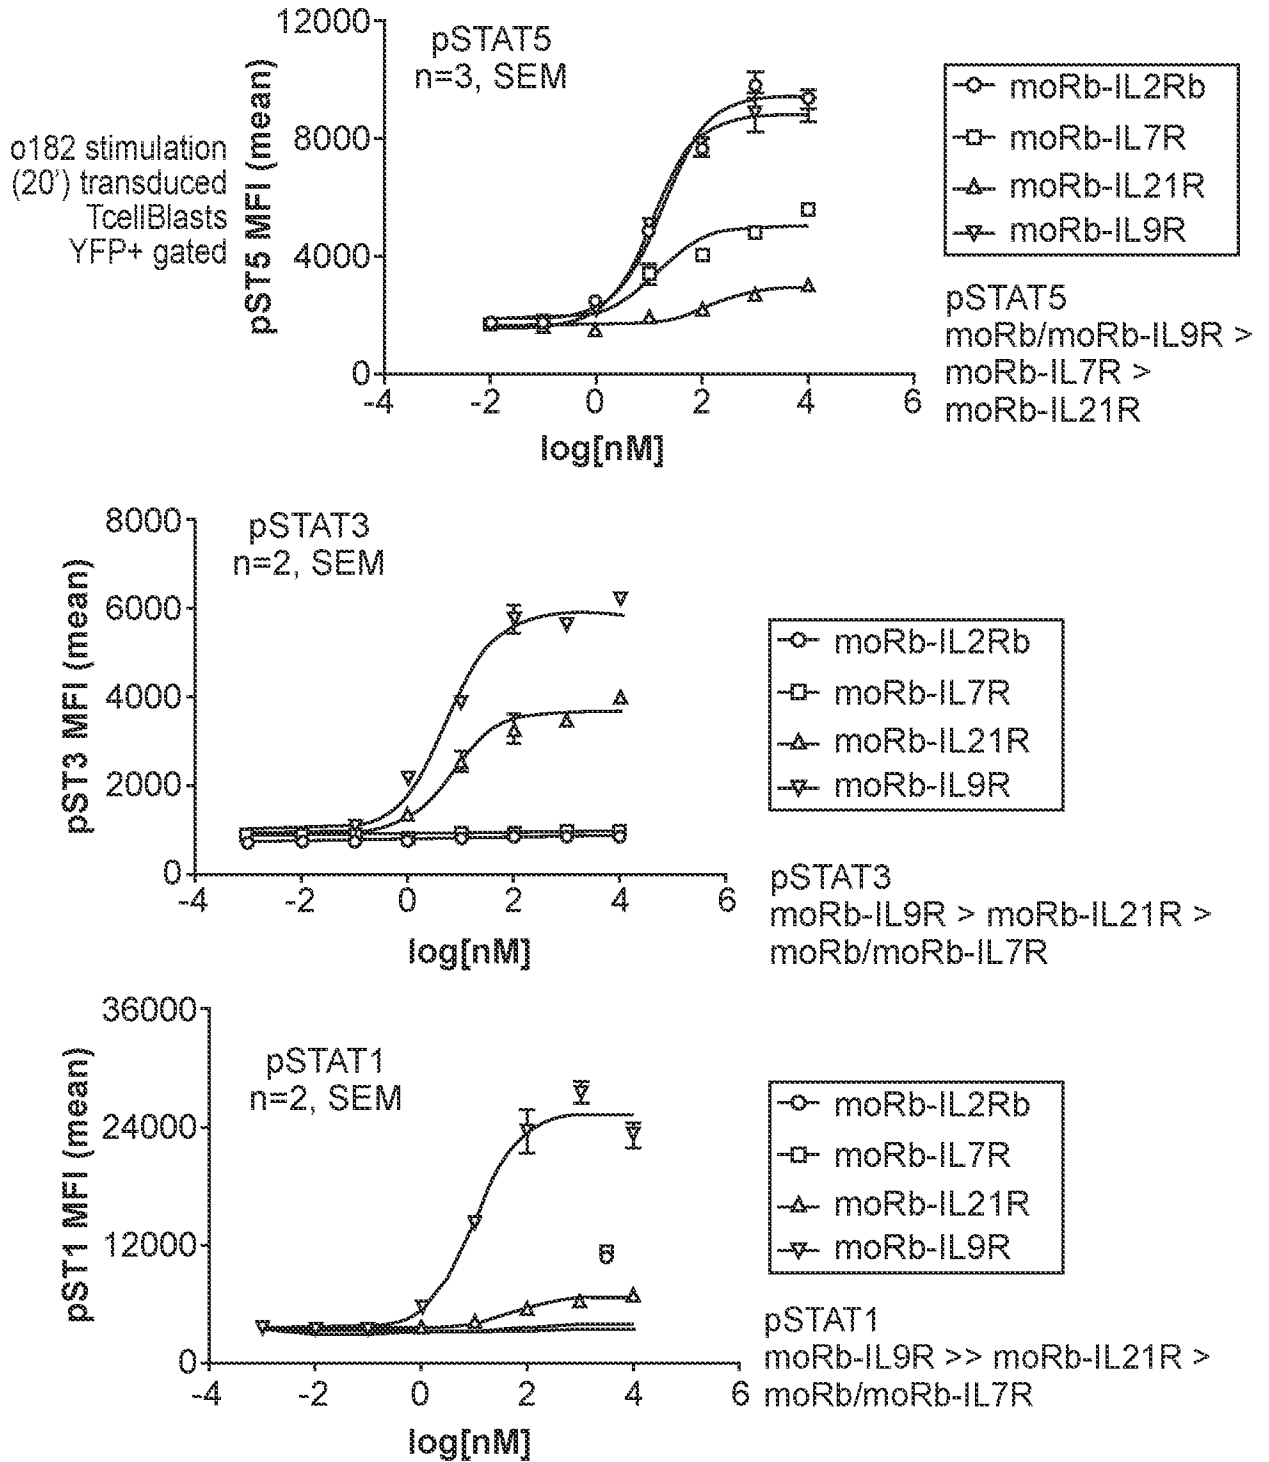 12000
8000
4000
0
pSTAT5
n=3, SEM
o182 stimulation
(20') transduced
TcellBlasts
YFP+ gated
pST5 MFI (mean)
-4
-2
0
2
4
6
log[nM]
moRb-IL2Rb
moRb-IL7R
moRb-IL21R
moRb-IL9R
pSTAT5
moRb/moRb-IL9R >
moRb-IL7R >
moRb-IL21R
8000
6000
4000
2000
0
pSTAT3
n=2, SEM
pST3 MFI (mean)
-4
-2
0
2
4
6
log[nM]
moRb-IL2Rb
moRb-IL7R
moRb-IL21R
moRb-IL9R
pSTAT3
moRb-IL9R > moRb-IL21R >
moRb/moRb-IL7R
36000
24000
12000
0
pSTAT1
n=2, SEM
pST1 MFI (mean)
-4
-2
0
2
4
6
log[nM]
moRb-IL2Rb
moRb-IL7R
moRb-IL21R
moRb-IL9R
pSTAT1
moRb-IL9R >> moRb-IL21R >
moRb/moRb-IL7R